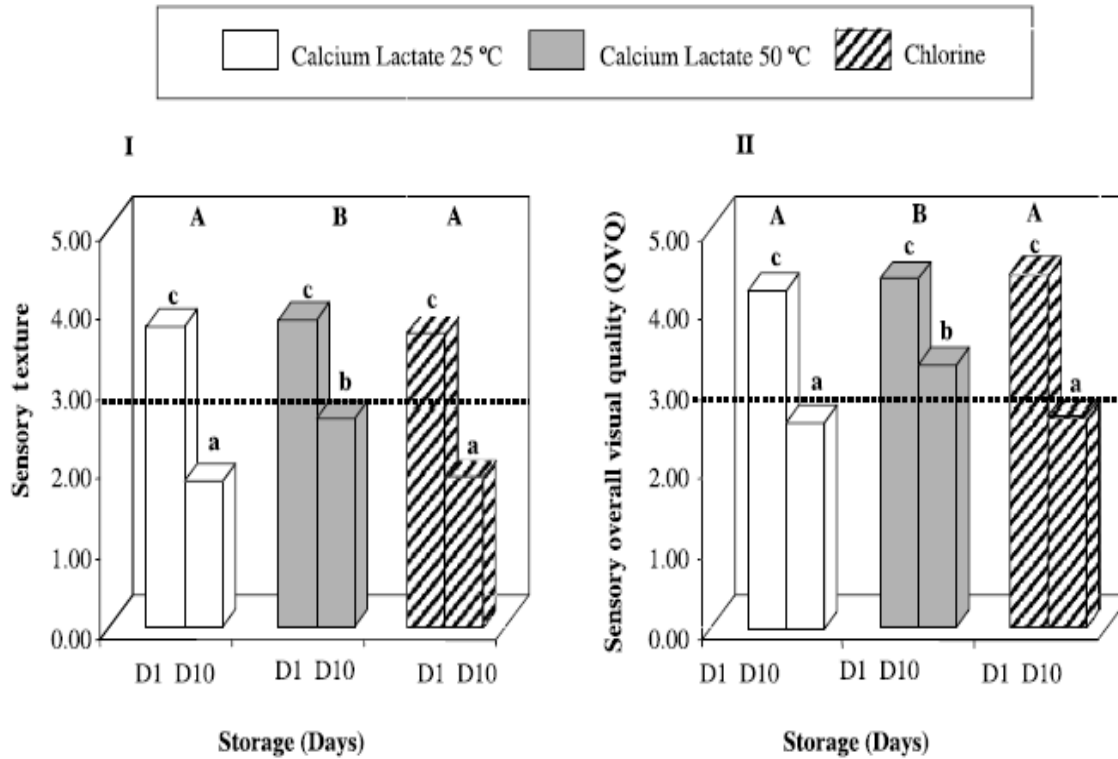 Calcium Lactate 25 ºC Calcium Lactate 50 ºC Chlorine
I
A B A
5.00
4.00
3.00
2.00
1.00
0.00
Sensory texture
c a c b c a
D1 D10 D1 D10 D1 D10
Storage (Days)
II
A B A
5.00
4.00
3.00
2.00
1.00
0.00
Sensory overall visual quality (QVQ)
c a c b c a
D1 D10 D1 D10 D1 D10
Storage (Days)